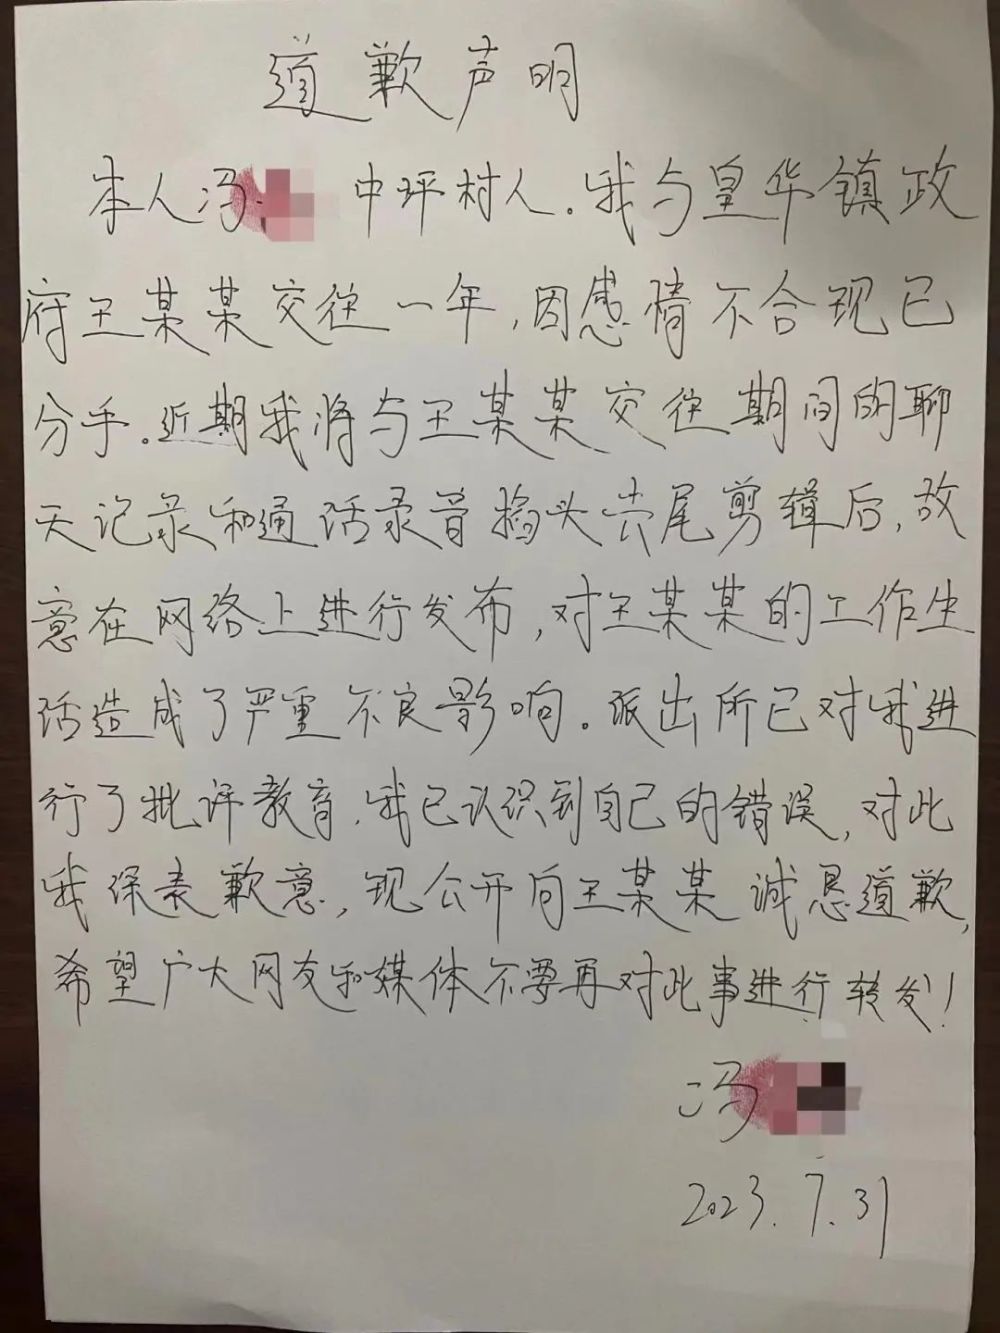 道歉声明
本人冯 中坪村人。我与皇华镇政
府王某某交往一年,因感情不合现已
分手。近期我将与王某某交往期间的聊
天记录和通话录音掐头去尾剪辑后,故
意在网络上进行发布,对王某某的工作生
活造成了严重不良影响。派出所已对我进
行了批评教育,我已认识到自己的错误,对此
我深表歉意,现公开向王某某诚恳道歉,
希望广大网友和媒体不要再对此事进行转发!
冯
2023.7.31